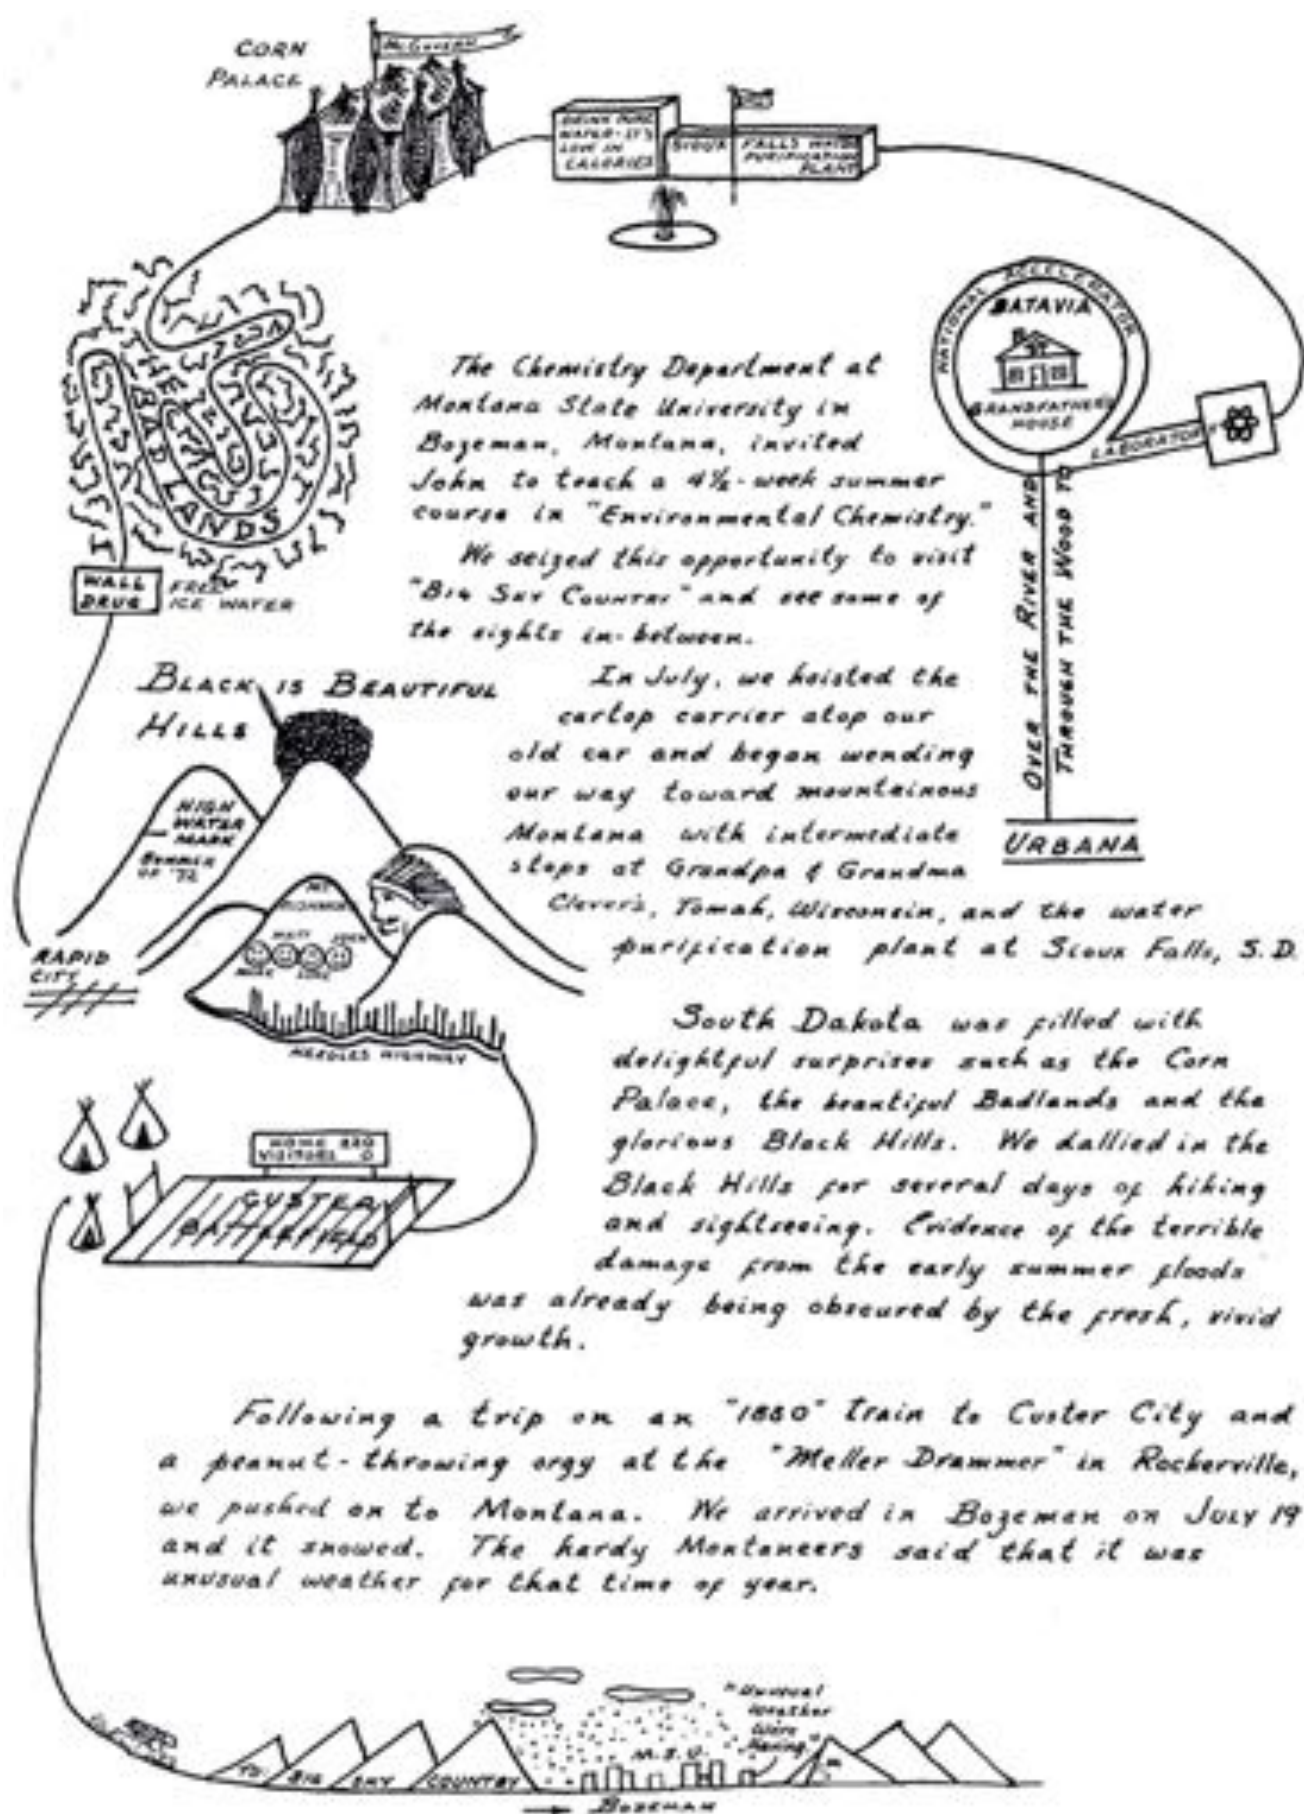 CORN
PALACE
McGOVERN
DRINK PURE
WATER-IT'S
LOW IN
CALORIES
SIOUX FALLS WATER
PURIFICATION
PLANT
NATIONAL ACCELERATOR
LABORATORY
BATAVIA
GRANDFATHER'S
HOUSE
OVER THE RIVER AND
THROUGH THE WOOD TO
URBANA
THE
BAD LANDS
WALL
DRUG
FREE
ICE WATER
The Chemistry Department at
Montana State University in
Bozeman, Montana, invited
John to teach a 4½-week summer
course in "Environmental Chemistry."
We seized this opportunity to visit
"BIG SKY COUNTRY" and see some of
the sights in-between.
In July, we hoisted the
cartop carrier atop our
old car and began wending
our way toward mountainous
Montana with intermediate
stops at Grandpa & Grandma
Clever's, Tomah, Wisconsin, and the water
purification plant at Sioux Falls, S.D.
BLACK IS BEAUTIFUL
HILLS
HIGH
WATER
MARK
SUMMER
OF '72
MT
RUSHMORE
MATT
MARK
RAPID
CITY
NEEDLES HIGHWAY
South Dakota was filled with
delightful surprises such as the Corn
Palace, the beautiful Badlands and the
glorious Black Hills. We dallied in the
Black Hills for several days of hiking
and sightseeing. Evidence of the terrible
damage from the early summer floods
was already being obscured by the fresh, vivid
growth.
HOME
VISITORS 0
CUSTER
BATTLEFIELD
Following a trip on an "1880" train to Custer City and
a peanut-throwing orgy at the "Meller Drammer" in Rockerville,
we pushed on to Montana. We arrived in Bozeman on JULY 19
and it snowed. The hardy Montaneers said that it was
unusual weather for that time of year.
"Unusual
Weather
We're
Having"
M.S.U.
M
BIG SKY COUNTRY
BOZEMAN